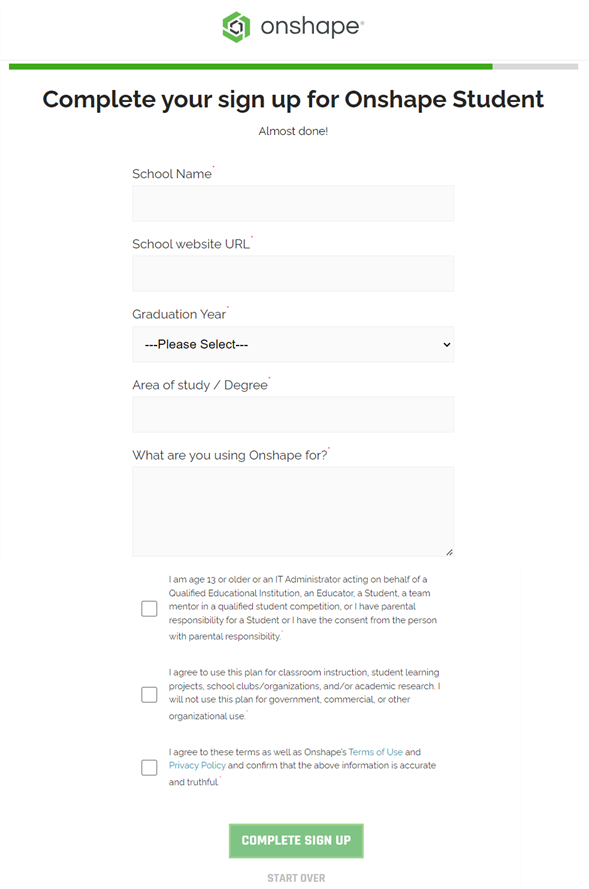 onshape®
Complete your sign up for Onshape Student
Almost done!
School Name*
School website URL*
Graduation Year*
---Please Select---
Area of study / Degree*
What are you using Onshape for?*
I am age 13 or older or an IT Administrator acting on behalf of a
Qualified Educational Institution, an Educator, a Student, a team
mentor in a qualified student competition, or I have parental
responsibility for a Student or I have the consent from the person
with parental responsibility.*
I agree to use this plan for classroom instruction, student learning
projects, school clubs/organizations, and/or academic research. I
will not use this plan for government, commercial, or other
organizational use.*
I agree to these terms as well as Onshape's Terms of Use and
Privacy Policy and confirm that the above information is accurate
and truthful.*
COMPLETE SIGN UP
START OVER